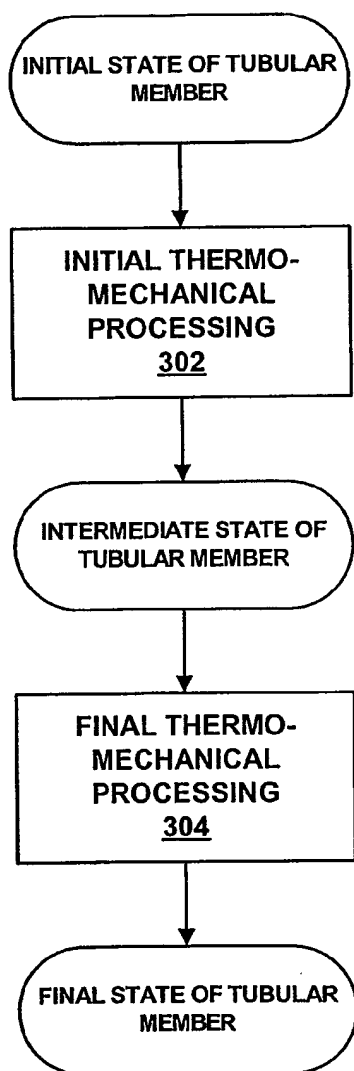 INITIAL STATE OF TUBULAR
MEMBER
INITIAL THERMO-
MECHANICAL
PROCESSING
302
INTERMEDIATE STATE OF
TUBULAR MEMBER
FINAL THERMO-
MECHANICAL
PROCESSING
304
FINAL STATE OF TUBULAR
MEMBER